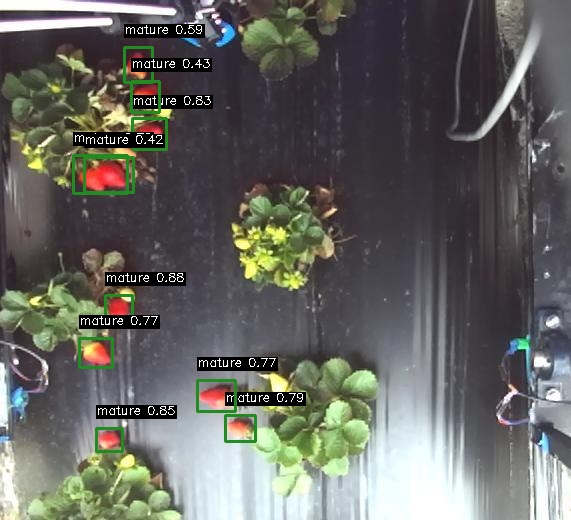 mature 0.59
mature 0.43
mature 0.83
mature 0.42
mature 0.88
mature 0.77
mature 0.77
mature 0.79
mature 0.85